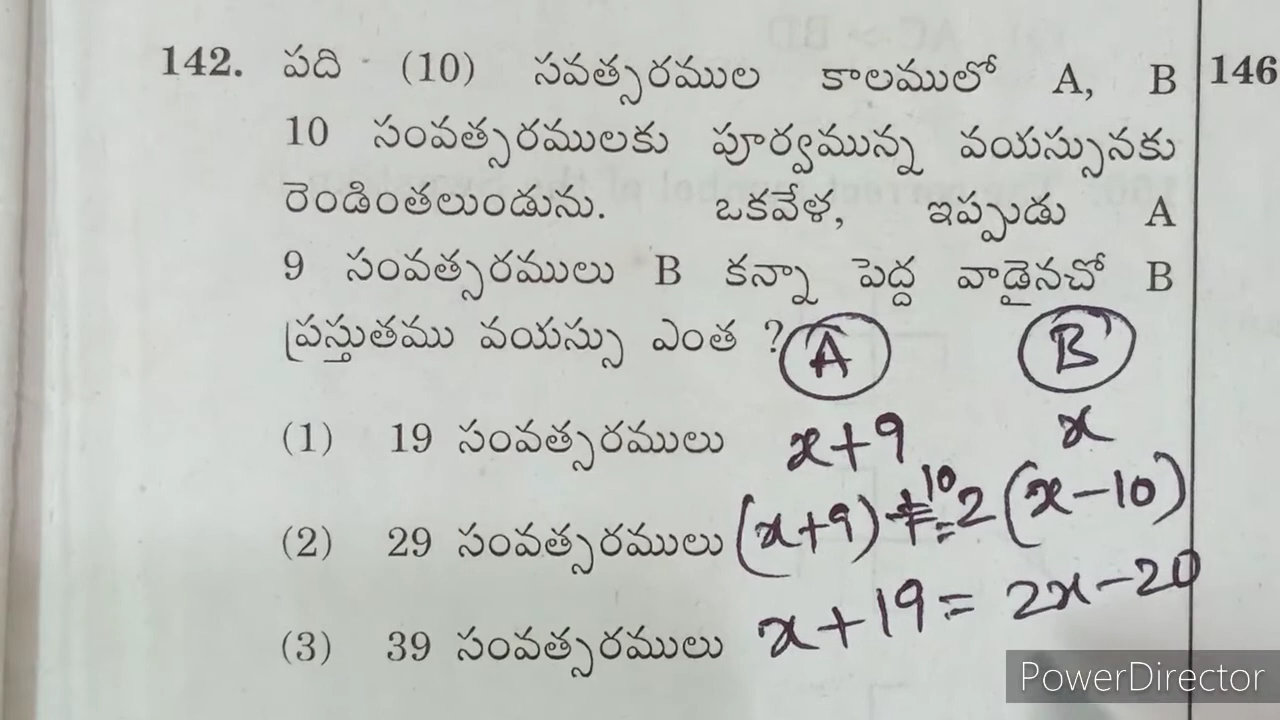 142. పది (10) సవత్సరముల కాలములో A, B
10 సంవత్సరములకు పూర్వమున్న వయస్సునకు
రెండింతలుండును. ఒకవేళ, ఇప్పుడు A
9 సంవత్సరములు B కన్నా పెద్ద వాడైనచో B
ప్రస్తుతము వయస్సు ఎంత ?
A B
(1) 19 సంవత్సరములు
x+9 x
(2) 29 సంవత్సరములు
(x+9)+10=2(x-10)
(3) 39 సంవత్సరములు
x+19=2x-20
146
PowerDirector